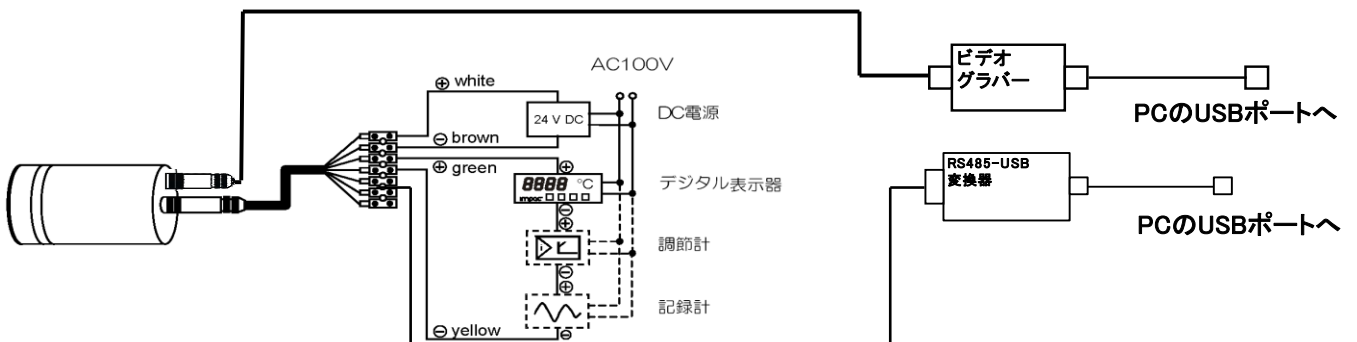 ビデオ
グラバー
PCのUSBポートへ
AC100V
⊕ white
24 V DC
DC電源
⊖ brown
⊕ green
⊕
8888 °C
impac
デジタル表示器
⊖
⊕
調節計
⊖
⊕
記録計
⊖ yellow
⊖
RS485-USB
変換器
PCのUSBポートへ